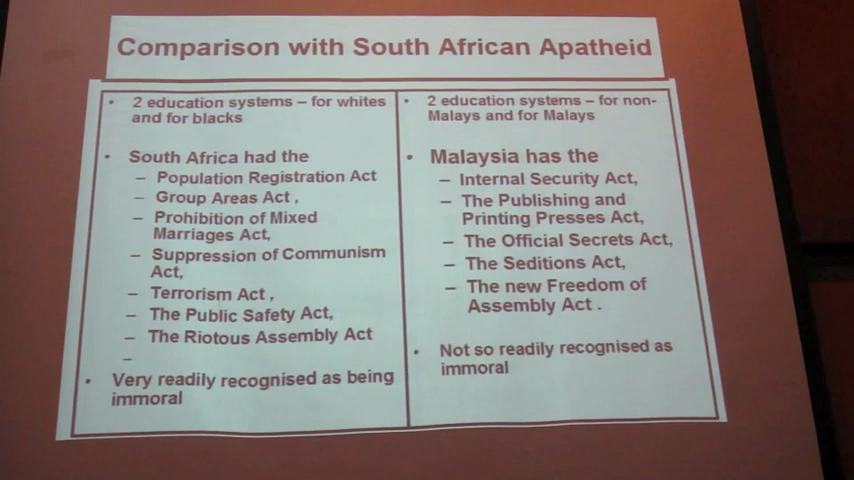 Comparison with South African Apatheid
• 2 education systems – for whites
and for blacks
• South Africa had the
– Population Registration Act
– Group Areas Act ,
– Prohibition of Mixed
Marriages Act,
– Suppression of Communism
Act,
– Terrorism Act ,
– The Public Safety Act,
– The Riotous Assembly Act
–
• Very readily recognised as being
immoral
• 2 education systems – for non-
Malays and for Malays
• Malaysia has the
– Internal Security Act,
– The Publishing and
Printing Presses Act,
– The Official Secrets Act,
– The Seditions Act,
– The new Freedom of
Assembly Act .
• Not so readily recognised as
immoral